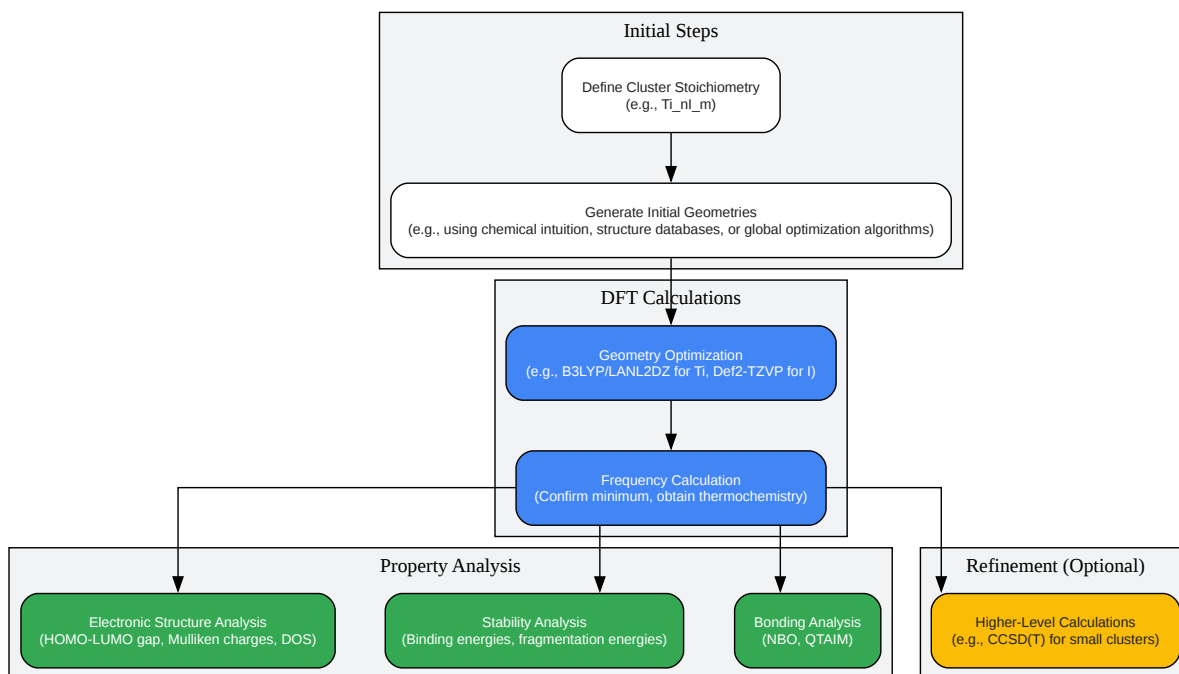 Initial Steps
Define Cluster Stoichiometry
(e.g., Ti_nI_m)
Generate Initial Geometries
(e.g., using chemical intuition, structure databases, or global optimization algorithms)
DFT Calculations
Geometry Optimization
(e.g., B3LYP/LANL2DZ for Ti, Def2-TZVP for I)
Frequency Calculation
(Confirm minimum, obtain thermochemistry)
Property Analysis
Electronic Structure Analysis
(HOMO-LUMO gap, Mulliken charges, DOS)
Stability Analysis
(Binding energies, fragmentation energies)
Bonding Analysis
(NBO, QTAIM)
Refinement (Optional)
Higher-Level Calculations
(e.g., CCSD(T) for small clusters)